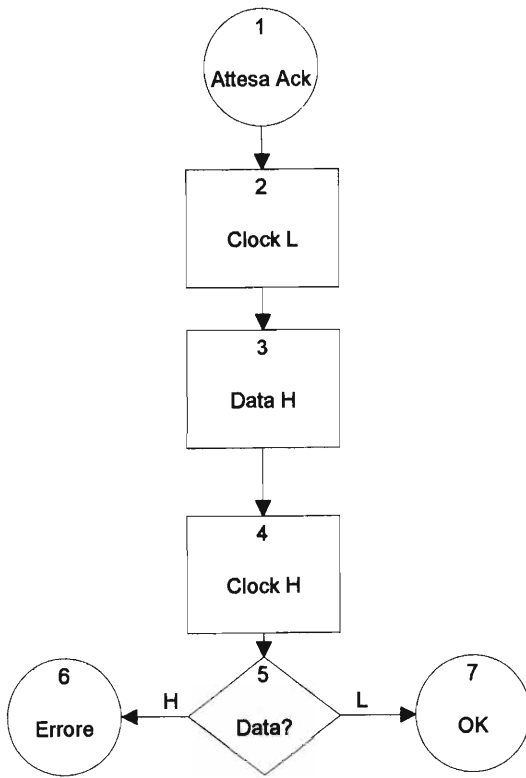 1
Attesa Ack
2
Clock L
3
Data H
4
Clock H
5
Data?
H
L
6
Errore
7
OK